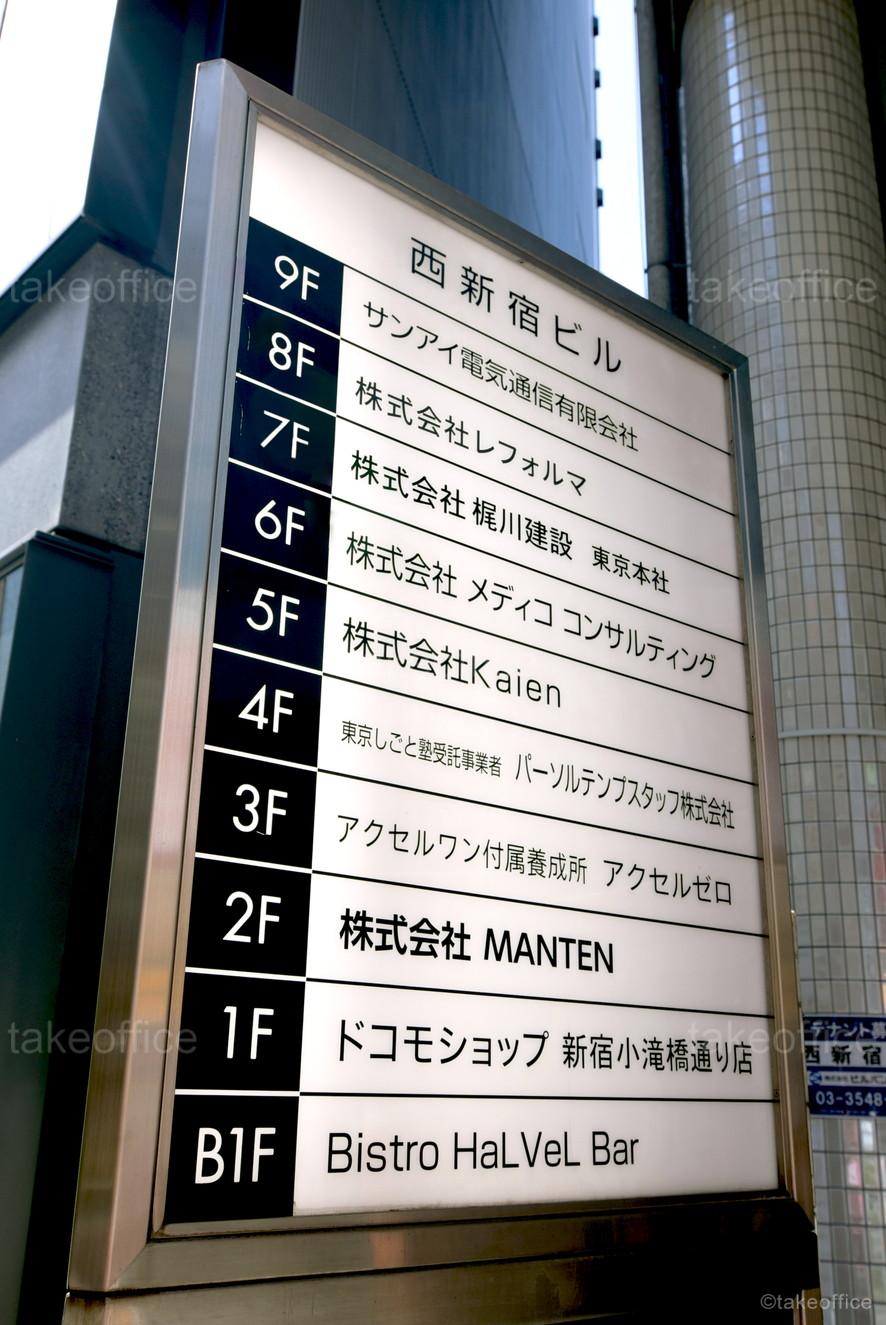 西新宿ビル
9F サンアイ電気通信有限会社
8F 株式会社レフォルマ
7F 株式会社 梶川建設 東京本社
6F 株式会社 メディコ コンサルティング
5F 株式会社Kaien
4F 東京しごと塾受託事業者 パーソルテンプスタッフ株式会社
3F アクセルワン付属養成所 アクセルゼロ
2F 株式会社 MANTEN
1F ドコモショップ 新宿小滝橋通り店
B1F Bistro HaLVeL Bar
テナント募
西新宿
03-3548-
takeoffice
takeoffice
takeoffice
takeoffice
©takeoffice